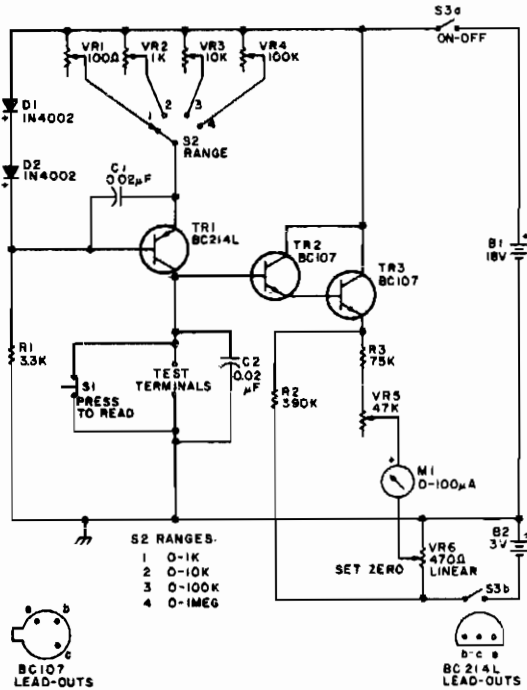 S3a
ON-OFF
VR1
100Ω
VR2
1K
VR3
10K
VR4
100K
1
2
3
4
S2
RANGE
D1
1N4002
D2
1N4002
C1
0.02µF
TR1
BC214L
TR2
BC107
TR3
BC107
B1
18V
R1
3.3K
S1
PRESS
TO READ
TEST
TERMINALS
C2
0.02
µF
R2
390K
R3
75K
VR5
47K
M1
0-100µA
S2 RANGES.
1 0-1K
2 0-10K
3 0-100K
4 0-1MEG
SET ZERO
VR6
470Ω
LINEAR
B2
3V
S3b
e b
c
BC107
LEAD-OUTS
b-c e
BC214L
LEAD-OUTS